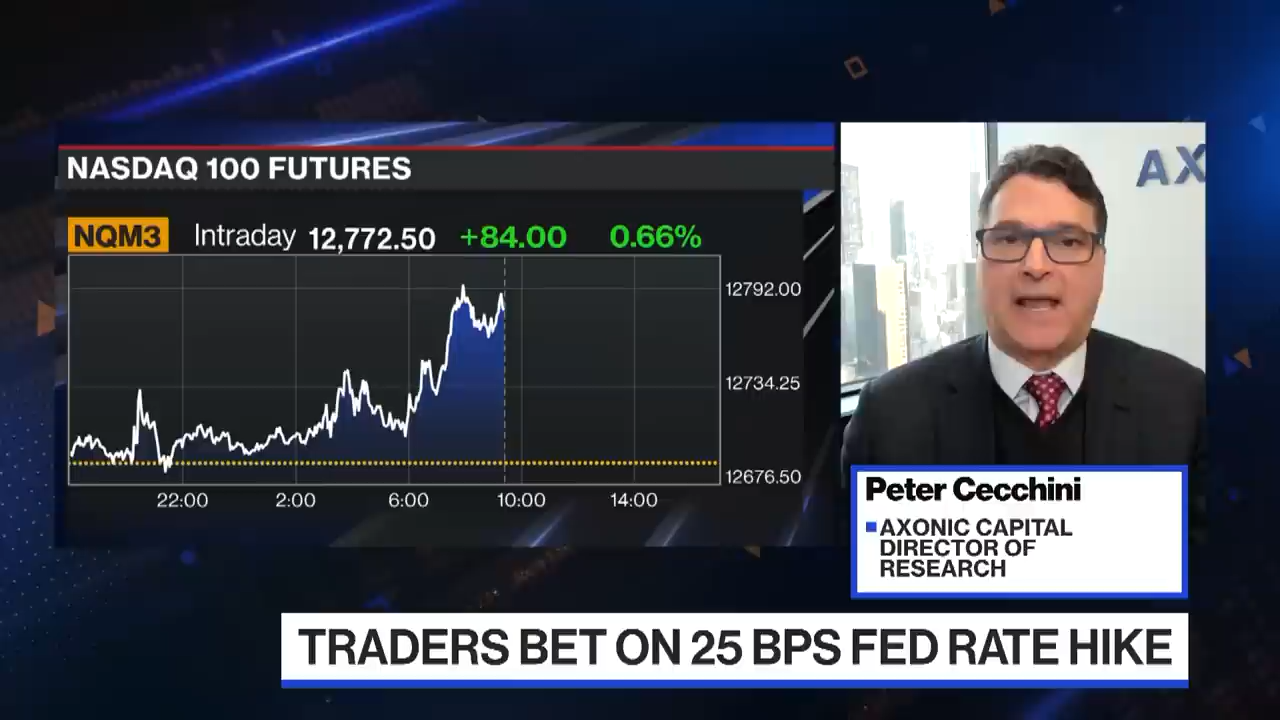 NASDAQ 100 FUTURES
NQM3 Intraday 12,772.50 +84.00 0.66%
12792.00
12734.25
12676.50
22:00 2:00 6:00 10:00 14:00
AX
Peter Cecchini
AXONIC CAPITAL
DIRECTOR OF
RESEARCH
TRADERS BET ON 25 BPS FED RATE HIKE